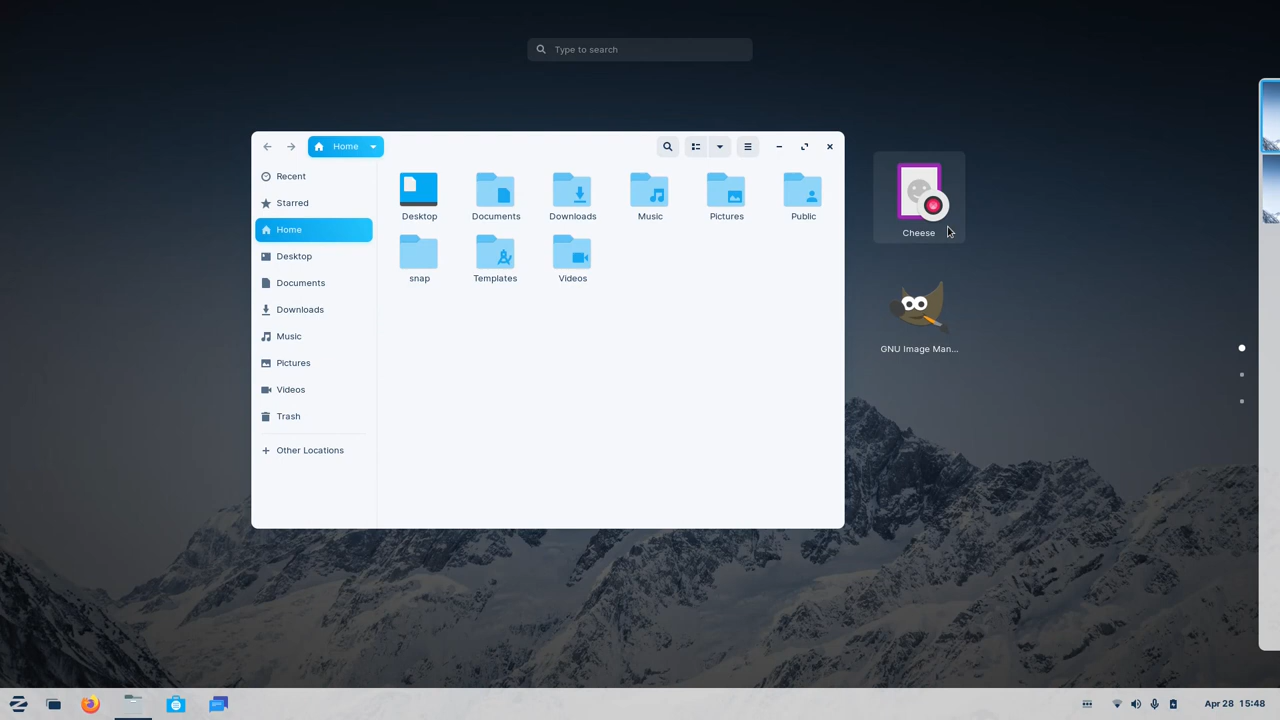 Type to search
Home
Recent
Starred
Home
Desktop
Documents
Downloads
Music
Pictures
Videos
Trash
Other Locations
Desktop
Documents
Downloads
Music
Pictures
Public
snap
Templates
Videos
Cheese
GNU Image Man...
Apr 28 15:48